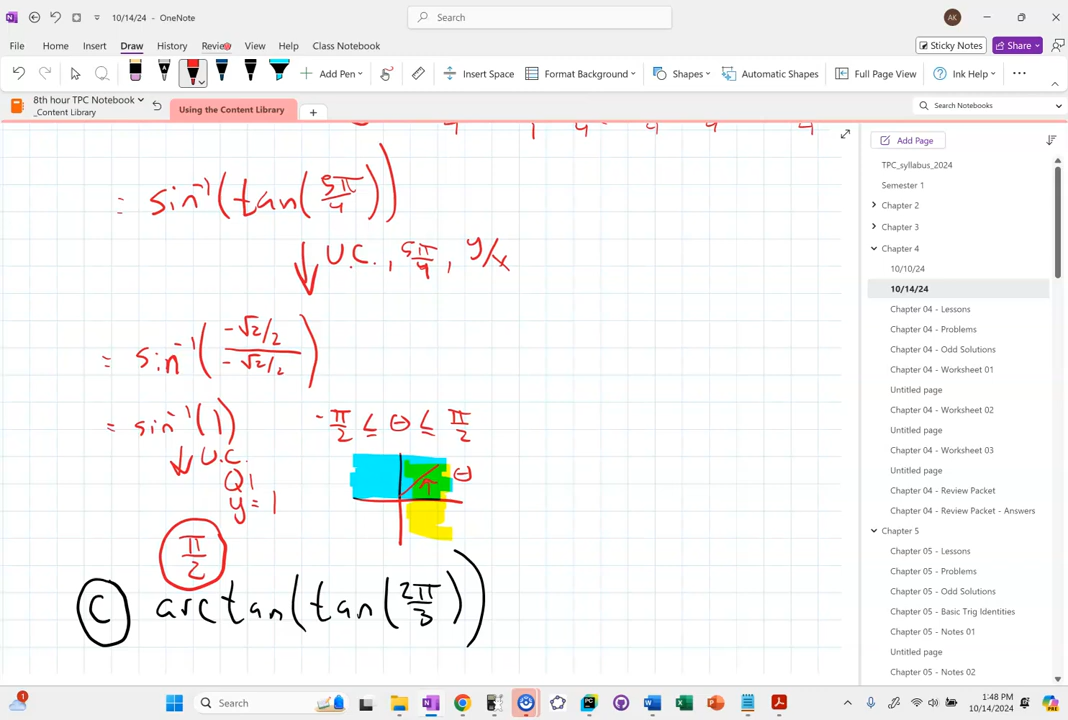 10/14/24 - OneNote
Search
AK
File Home Insert Draw History Review View Help Class Notebook
Sticky Notes
Share
Add Pen
Insert Space
Format Background
Shapes
Automatic Shapes
Full Page View
Ink Help
8th hour TPC Notebook
_Content Library
Using the Content Library
Search Notebooks
= sin⁻¹(tan(5π/4))
U.C., 5π/4, y/x
= sin⁻¹(-√2/2 / -√2/2)
= sin⁻¹(1)
-π/2 ≤ θ ≤ π/2
U.C.
Q1
y = 1
θ
π/2
C arctan(tan(2π/3))
Add Page
TPC_syllabus_2024
Semester 1
Chapter 2
Chapter 3
Chapter 4
10/10/24
10/14/24
Chapter 04 - Lessons
Chapter 04 - Problems
Chapter 04 - Odd Solutions
Chapter 04 - Worksheet 01
Untitled page
Chapter 04 - Worksheet 02
Untitled page
Chapter 04 - Worksheet 03
Untitled page
Chapter 04 - Review Packet
Chapter 04 - Review Packet - Answers
Chapter 5
Chapter 05 - Lessons
Chapter 05 - Problems
Chapter 05 - Odd Solutions
Chapter 05 - Basic Trig Identities
Chapter 05 - Notes 01
Untitled page
Chapter 05 - Notes 02
Search
1:48 PM
10/14/2024